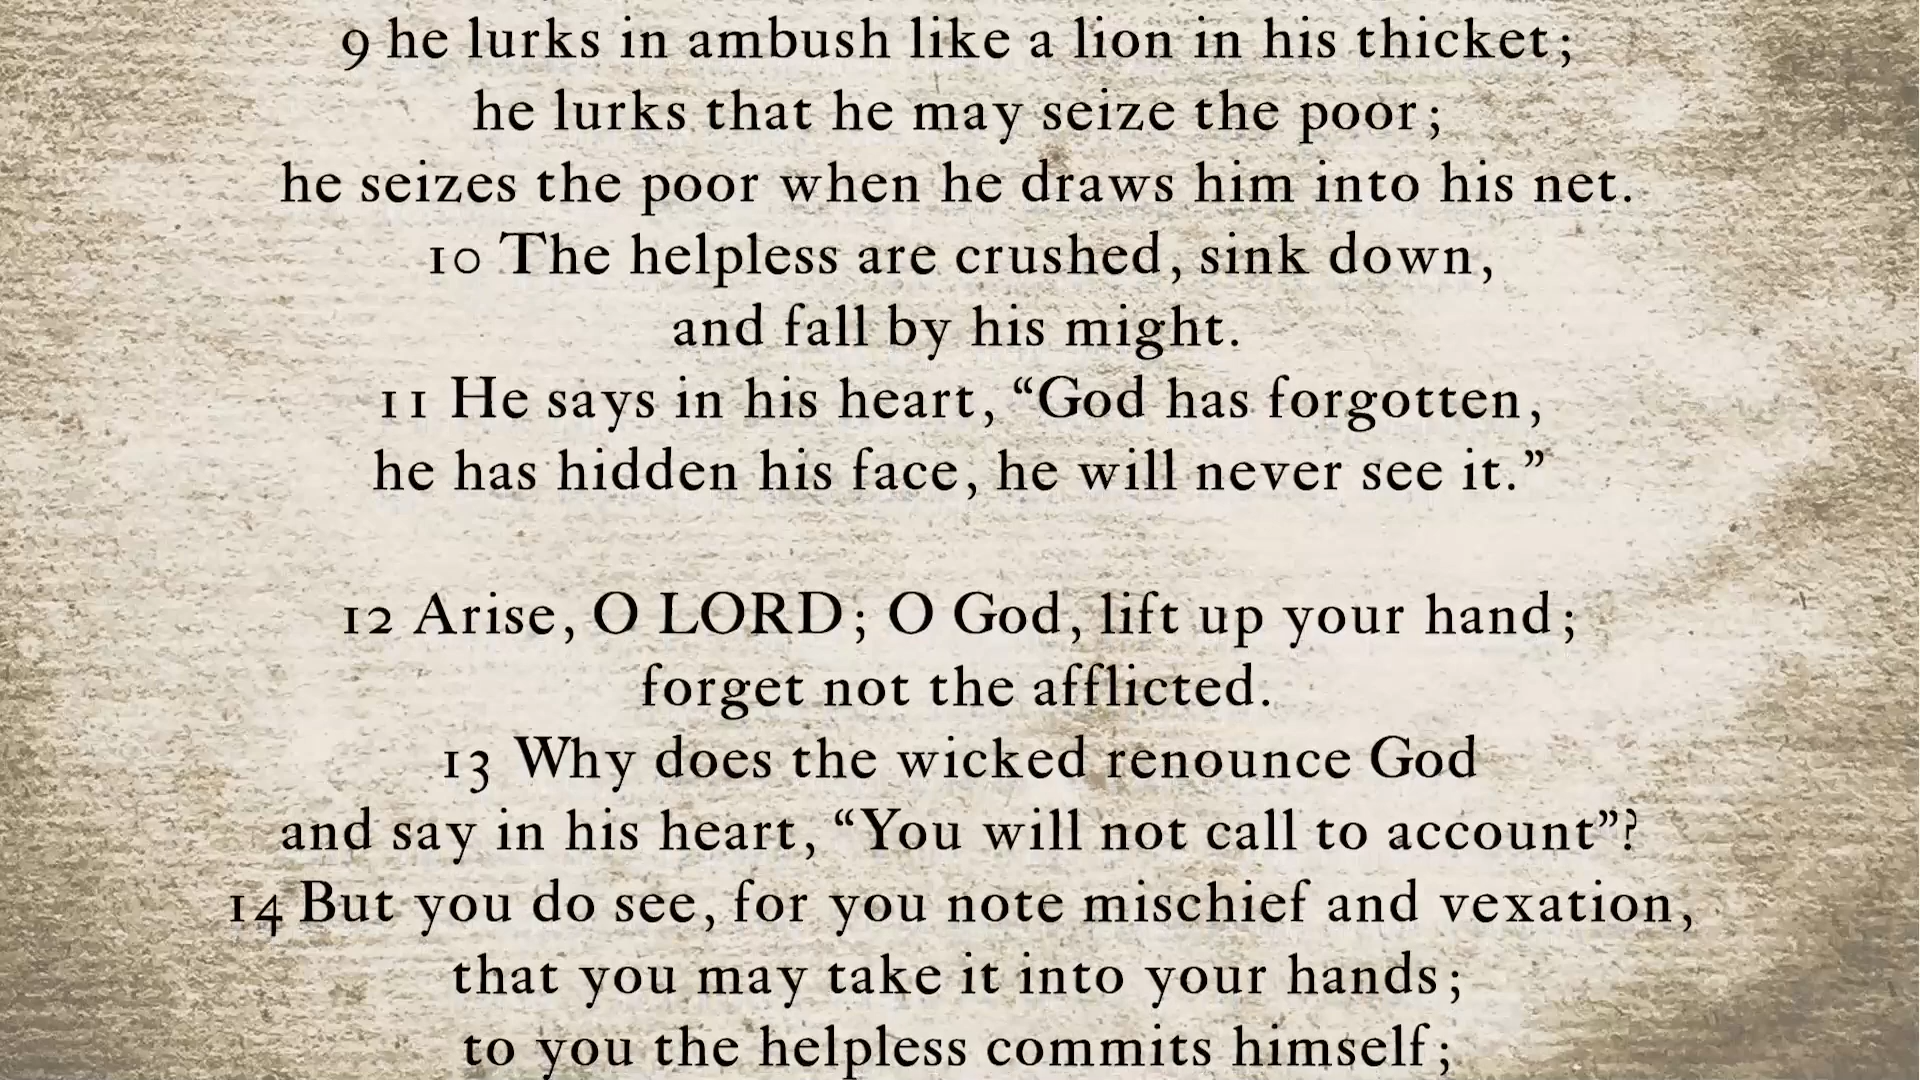 9 he lurks in ambush like a lion in his thicket;
he lurks that he may seize the poor;
he seizes the poor when he draws him into his net.
10 The helpless are crushed, sink down,
and fall by his might.
11 He says in his heart, “God has forgotten,
he has hidden his face, he will never see it.”
12 Arise, O LORD; O God, lift up your hand;
forget not the afflicted.
13 Why does the wicked renounce God
and say in his heart, “You will not call to account”?
14 But you do see, for you note mischief and vexation,
that you may take it into your hands;
to you the helpless commits himself;